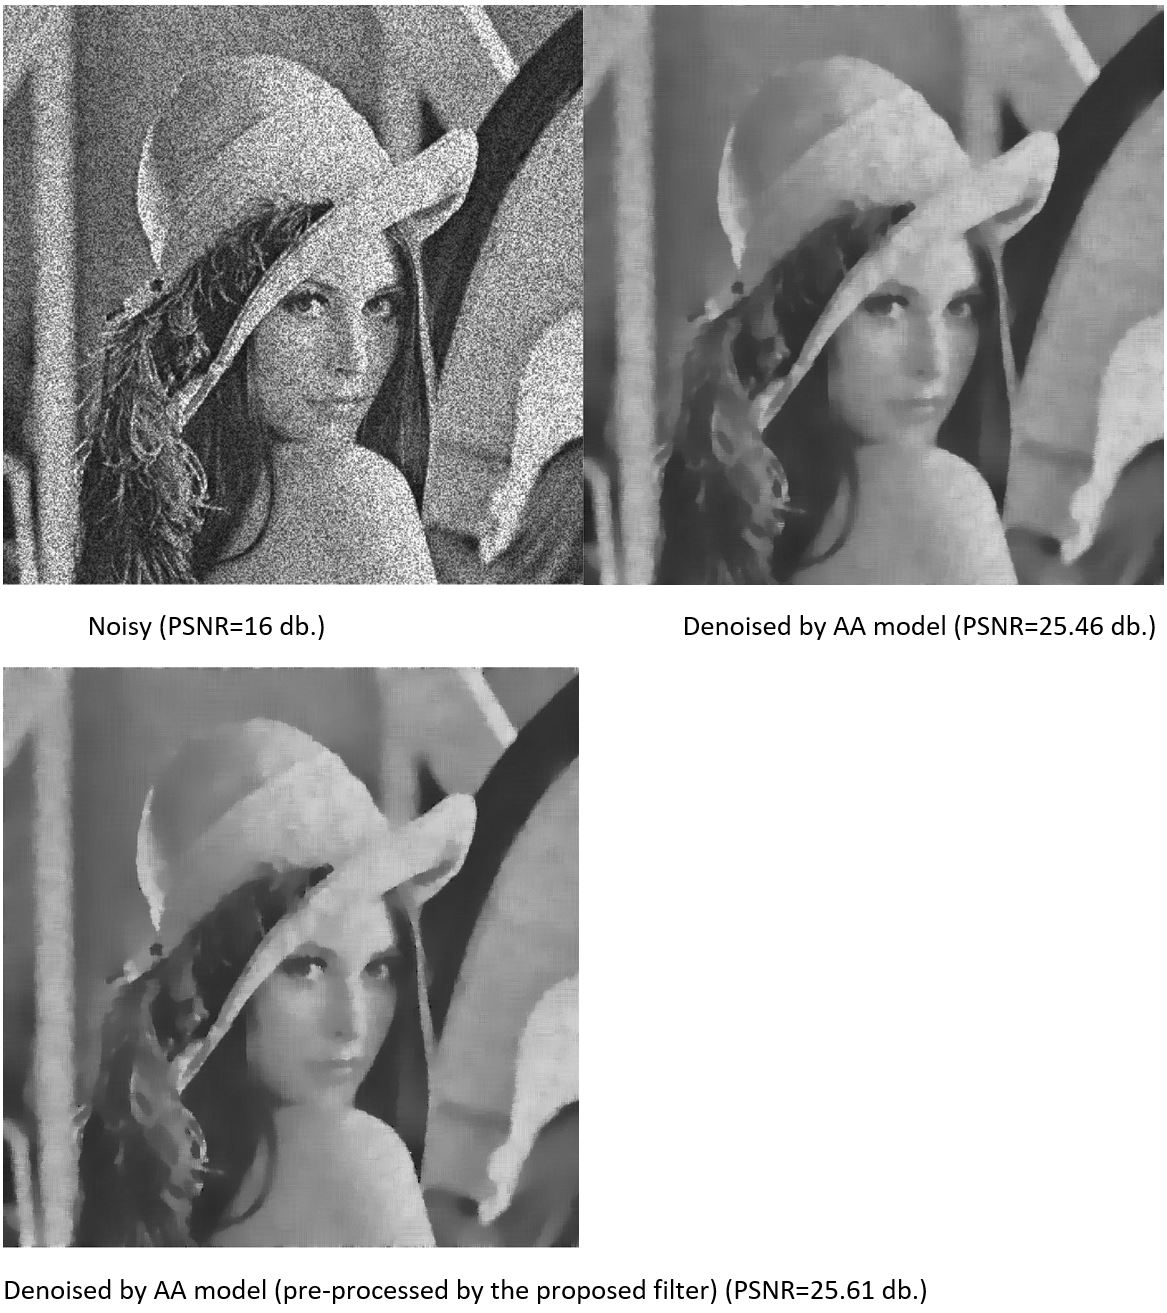 Noisy (PSNR=16 db.)
Denoised by AA model (PSNR=25.46 db.)
Denoised by AA model (pre-processed by the proposed filter) (PSNR=25.61 db.)